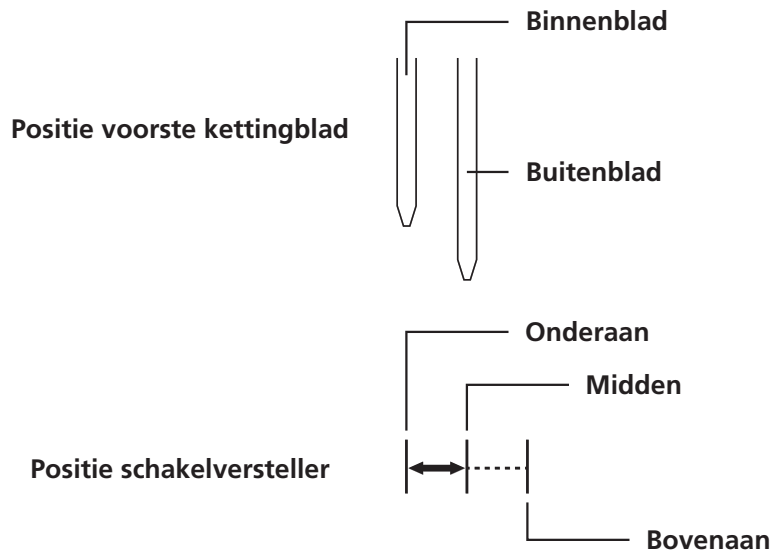 Binnenblad
Positie voorste kettingblad
Buitenblad
Onderaan
Midden
Positie schakelversteller
Bovenaan